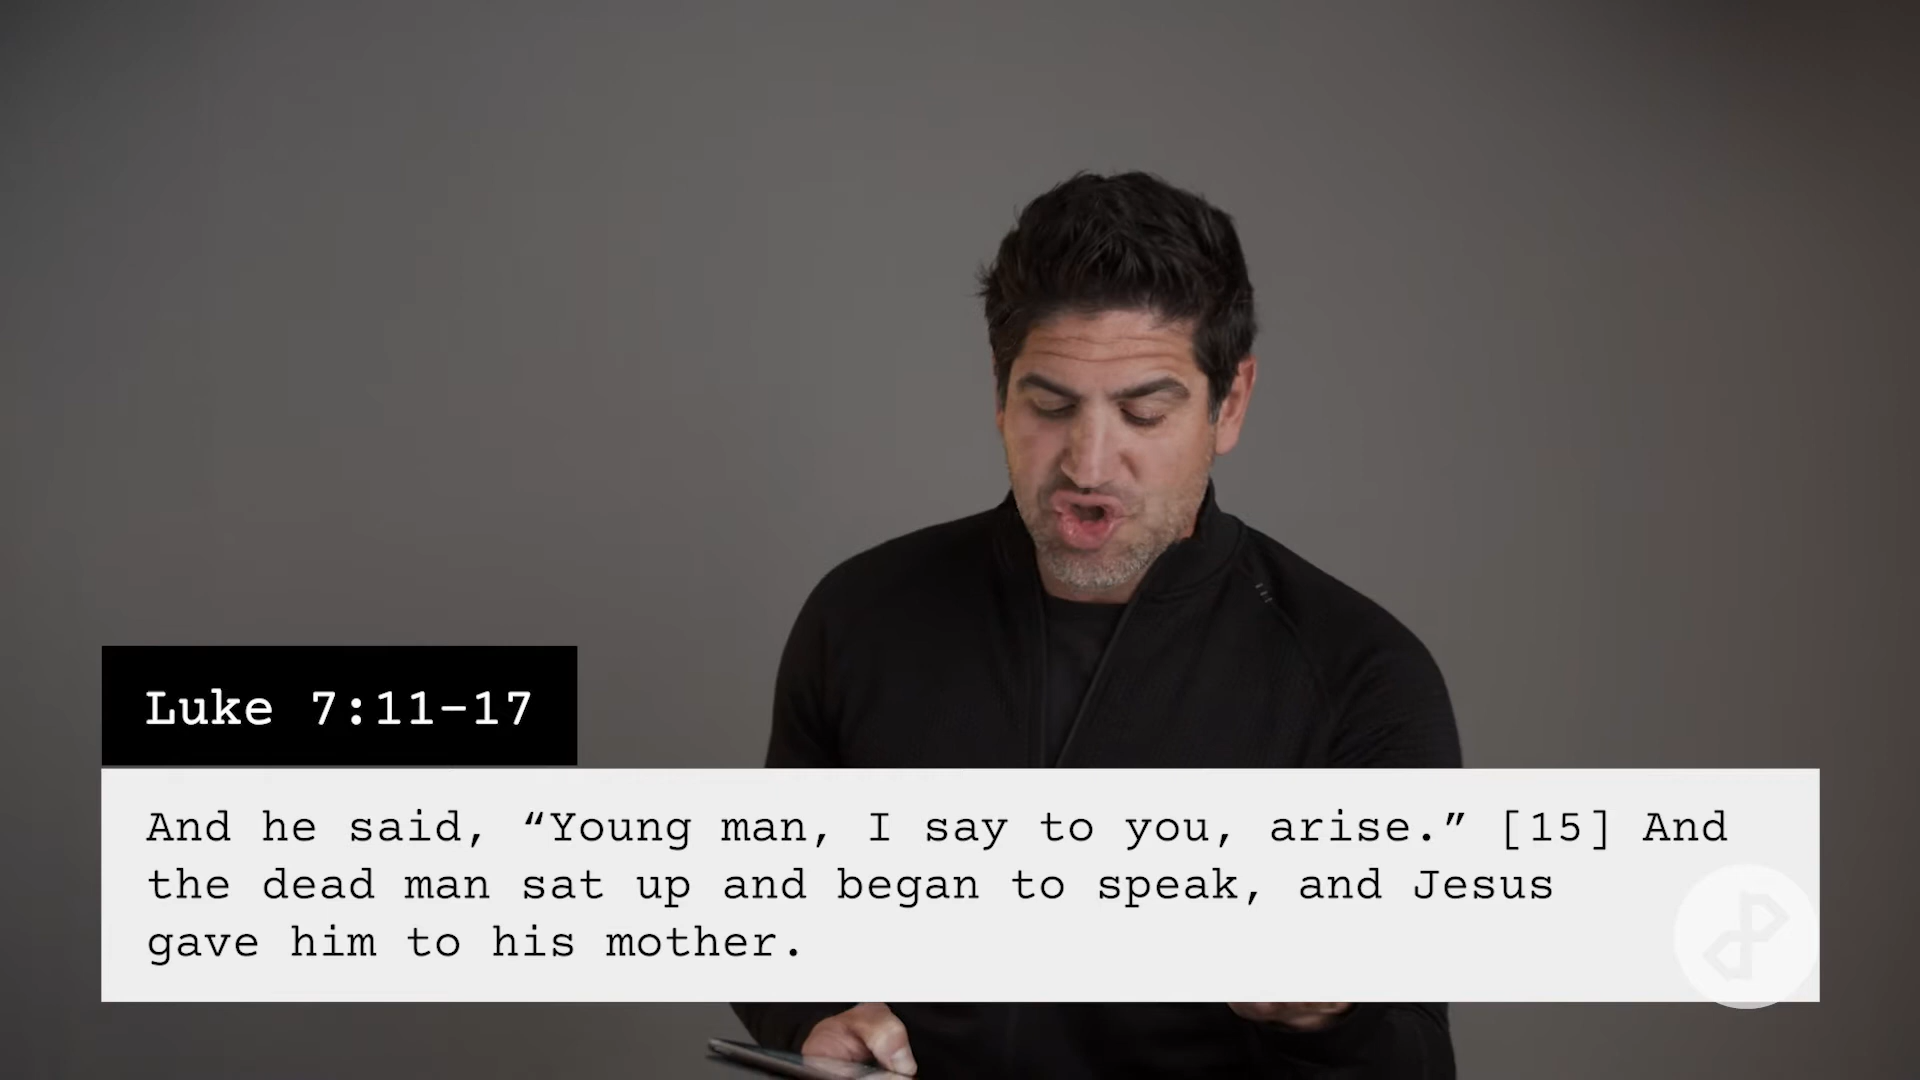 Luke 7:11–17
And he said, “Young man, I say to you, arise.” [15] And
the dead man sat up and began to speak, and Jesus
gave him to his mother.